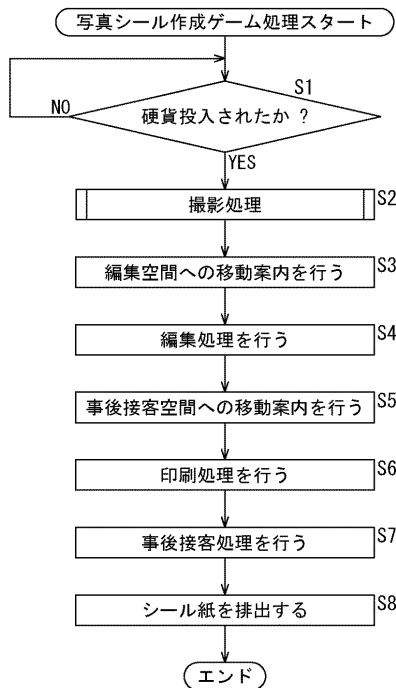 写真シール作成ゲーム処理スタート
S1
硬貨投入されたか ?
NO
YES
撮影処理
S2
編集空間への移動案内を行う
S3
編集処理を行う
S4
事後接客空間への移動案内を行う
S5
印刷処理を行う
S6
事後接客処理を行う
S7
シール紙を排出する
S8
エンド